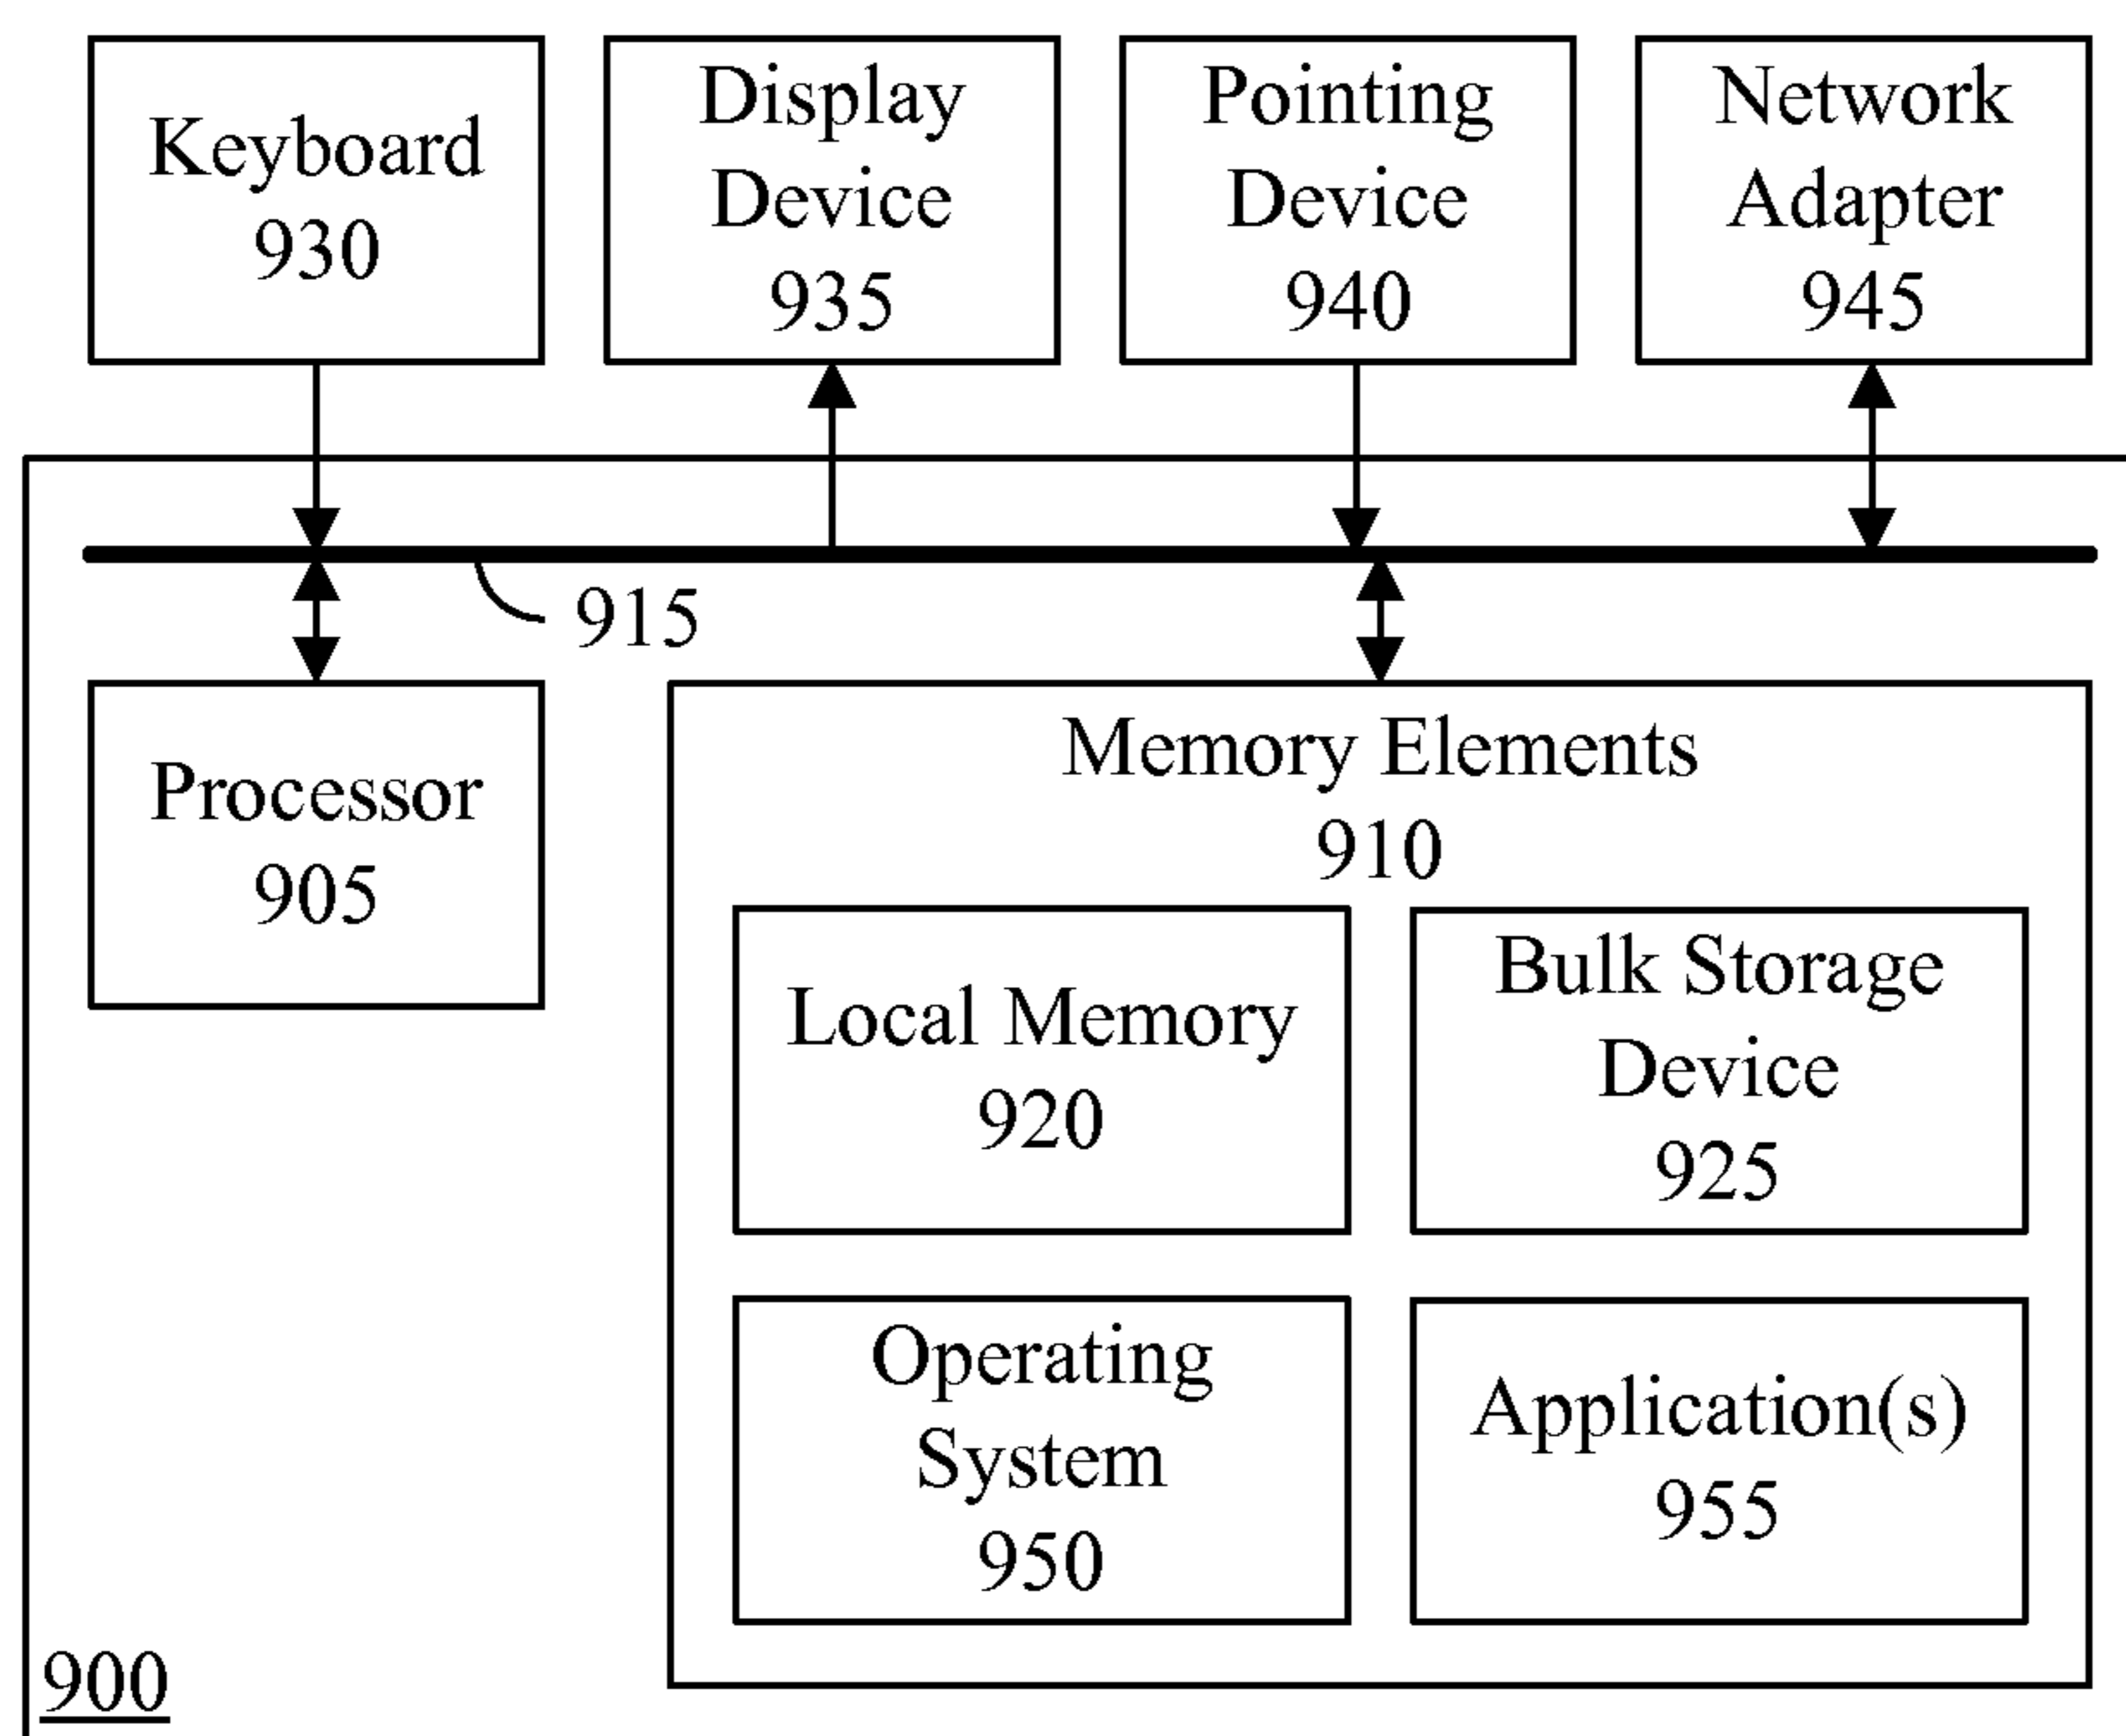 Keyboard
930
Display
Device
935
Pointing
Device
940
Network
Adapter
945
915
Processor
905
Memory Elements
910
Local Memory
920
Bulk Storage
Device
925
Operating
System
950
Application(s)
955
900